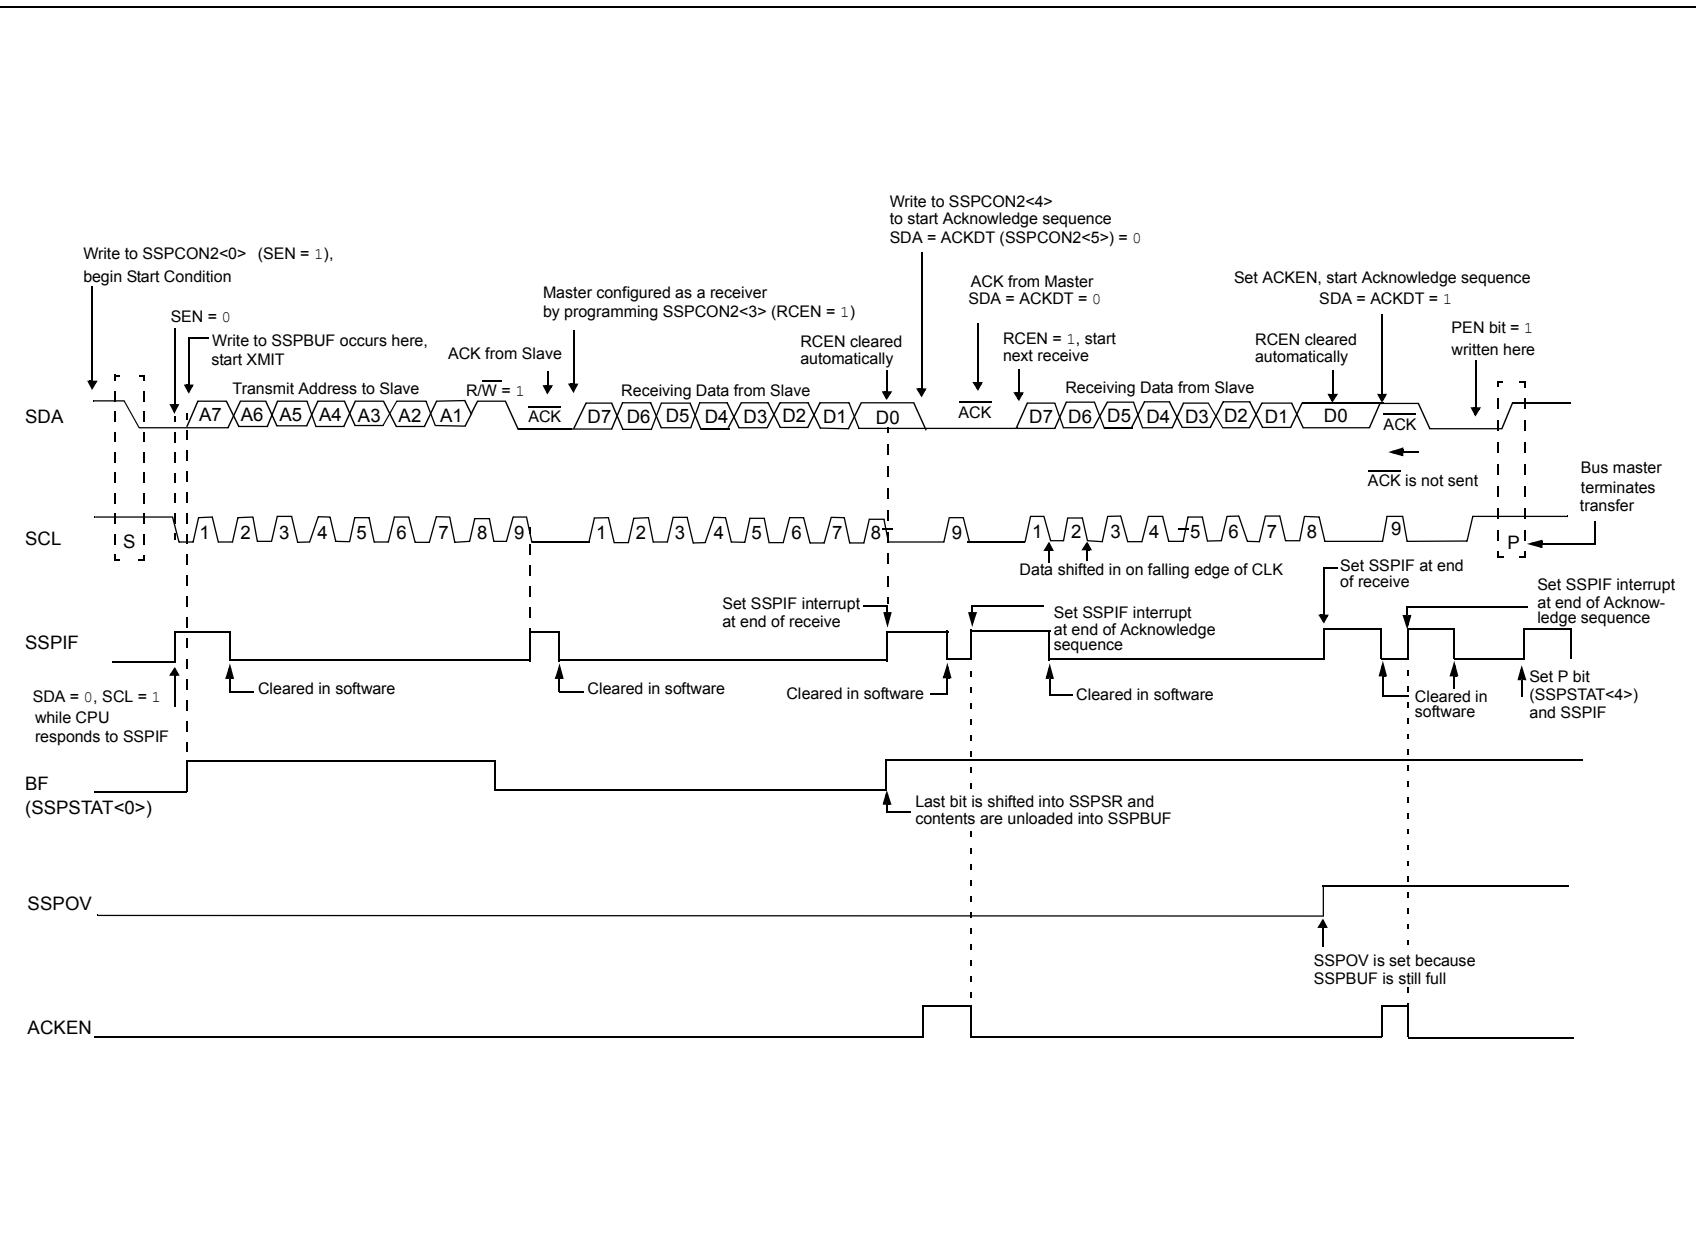 Write to SSPCON2<4>
to start Acknowledge sequence
SDA = ACKDT (SSPCON2<5>) = 0
Write to SSPCON2<0> (SEN = 1),
begin Start Condition
ACK from Master
SDA = ACKDT = 0
Set ACKEN, start Acknowledge sequence
SDA = ACKDT = 1
Master configured as a receiver
by programming SSPCON2<3> (RCEN = 1)
SEN = 0
Write to SSPBUF occurs here,
start XMIT
ACK from Slave
RCEN cleared
automatically
RCEN = 1, start
next receive
RCEN cleared
automatically
PEN bit = 1
written here
Transmit Address to Slave
R/W = 1
Receiving Data from Slave
Receiving Data from Slave
SDA
A7 A6 A5 A4 A3 A2 A1 ACK D7 D6 D5 D4 D3 D2 D1 D0 ACK D7 D6 D5 D4 D3 D2 D1 D0 ACK
ACK is not sent
Bus master
terminates
transfer
SCL
S 1 2 3 4 5 6 7 8 9 1 2 3 4 5 6 7 8 9 1 2 3 4 5 6 7 8 9 P
Data shifted in on falling edge of CLK
Set SSPIF interrupt
at end of receive
Set SSPIF interrupt
at end of Acknowledge
sequence
Set SSPIF at end
of receive
Set SSPIF interrupt
at end of Acknow-
ledge sequence
SSPIF
SDA = 0, SCL = 1
while CPU
responds to SSPIF
Cleared in software
Cleared in software
Cleared in software
Cleared in software
Cleared in
software
Set P bit
(SSPSTAT<4>)
and SSPIF
BF
(SSPSTAT<0>)
Last bit is shifted into SSPSR and
contents are unloaded into SSPBUF
SSPOV
SSPOV is set because
SSPBUF is still full
ACKEN